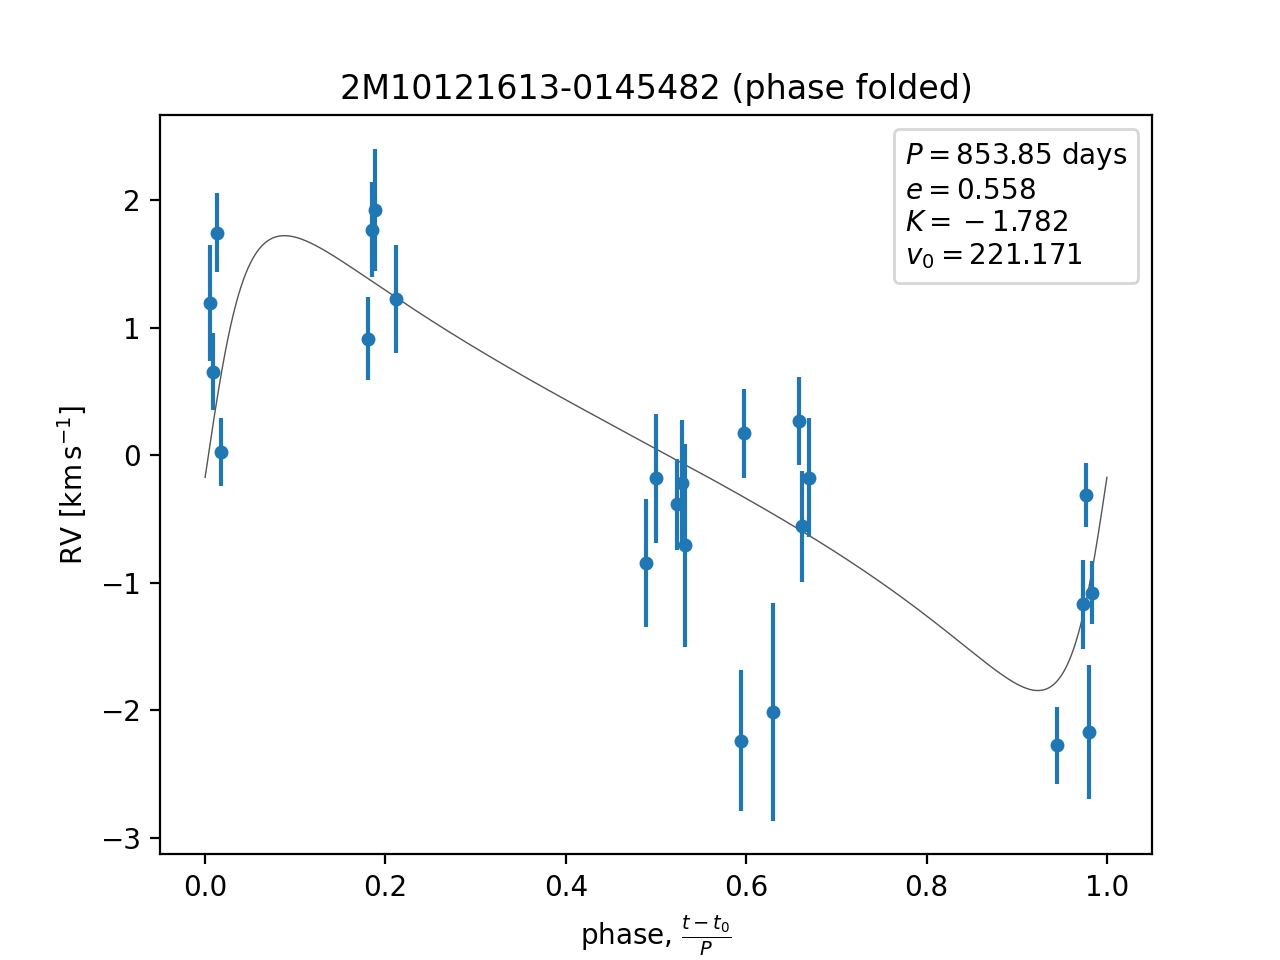 2M10121613-0145482 (phase folded)
P = 853.85 days
e = 0.558
K = −1.782
v₀ = 221.171
RV [km s⁻¹]
2
1
0
−1
−2
−3
0.0 0.2 0.4 0.6 0.8 1.0
phase, (t − t₀)/P